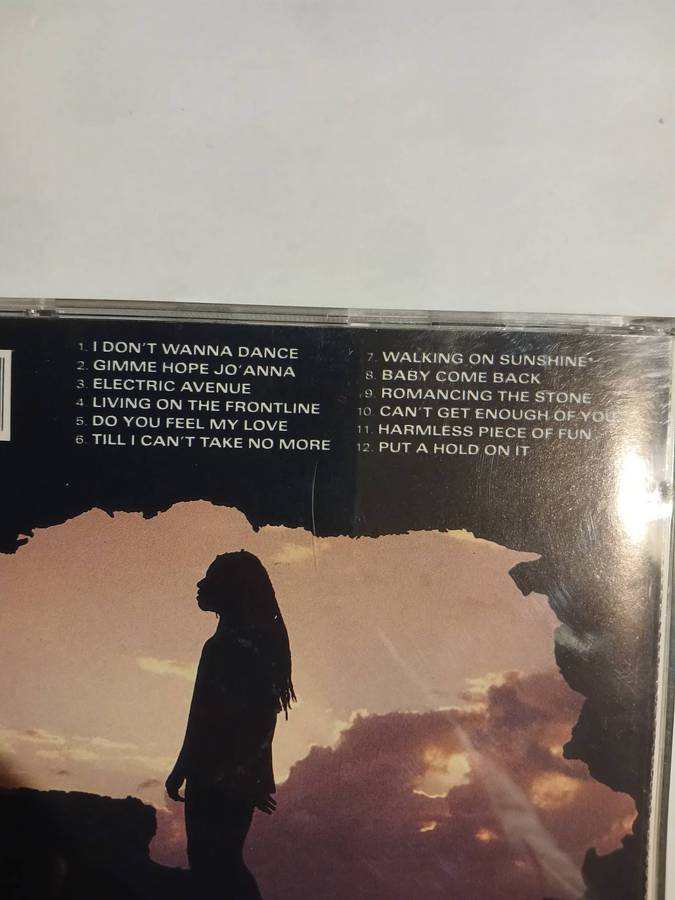 1. I DON'T WANNA DANCE
2. GIMME HOPE JO'ANNA
3. ELECTRIC AVENUE
4. LIVING ON THE FRONTLINE
5. DO YOU FEEL MY LOVE
6. TILL I CAN'T TAKE NO MORE
7. WALKING ON SUNSHINE*
8. BABY COME BACK
9. ROMANCING THE STONE
10. CAN'T GET ENOUGH OF YOU
11. HARMLESS PIECE OF FUN
12. PUT A HOLD ON IT